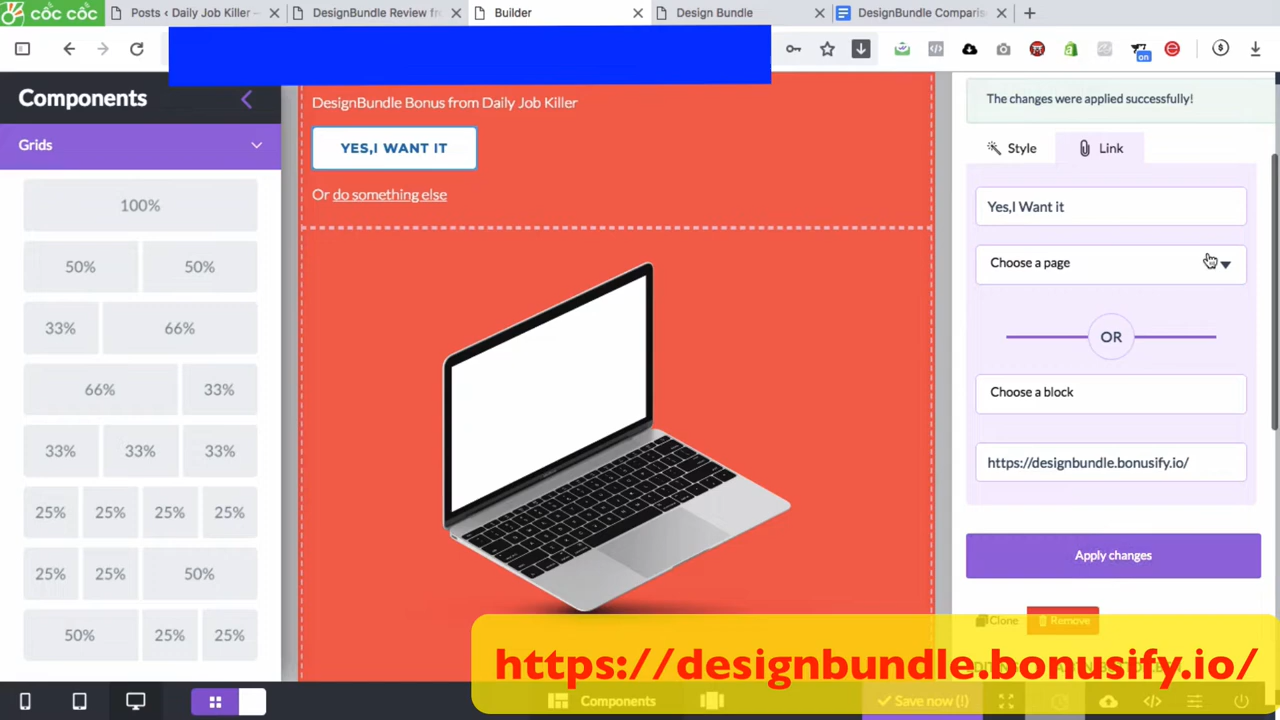 cốc cốc
Posts ‹ Daily Job Killer –
DesignBundle Review fro
Builder
Design Bundle
DesignBundle Comparis
on
Components
Grids
100%
50% 50%
33% 66%
66% 33%
33% 33% 33%
25% 25% 25% 25%
25% 25% 50%
50% 25% 25%
DesignBundle Bonus from Daily Job Killer
YES,I WANT IT
Or do something else
The changes were applied successfully!
Style
Link
Yes,I Want it
Choose a page
OR
Choose a block
https://designbundle.bonusify.io/
Apply changes
Clone
Remove
https://designbundle.bonusify.io/
Components
Save now (!)